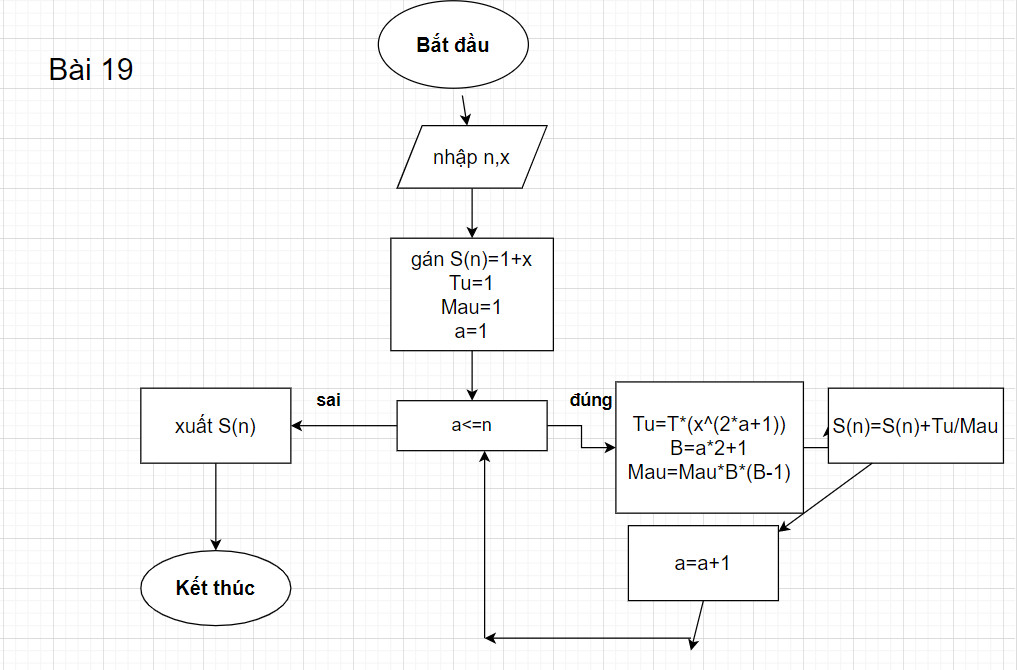 Bài 19
Bắt đầu
nhập n,x
gán S(n)=1+x
Tu=1
Mau=1
a=1
a<=n
sai
xuất S(n)
Kết thúc
đúng
Tu=T*(x^(2*a+1))
B=a*2+1
Mau=Mau*B*(B-1)
S(n)=S(n)+Tu/Mau
a=a+1